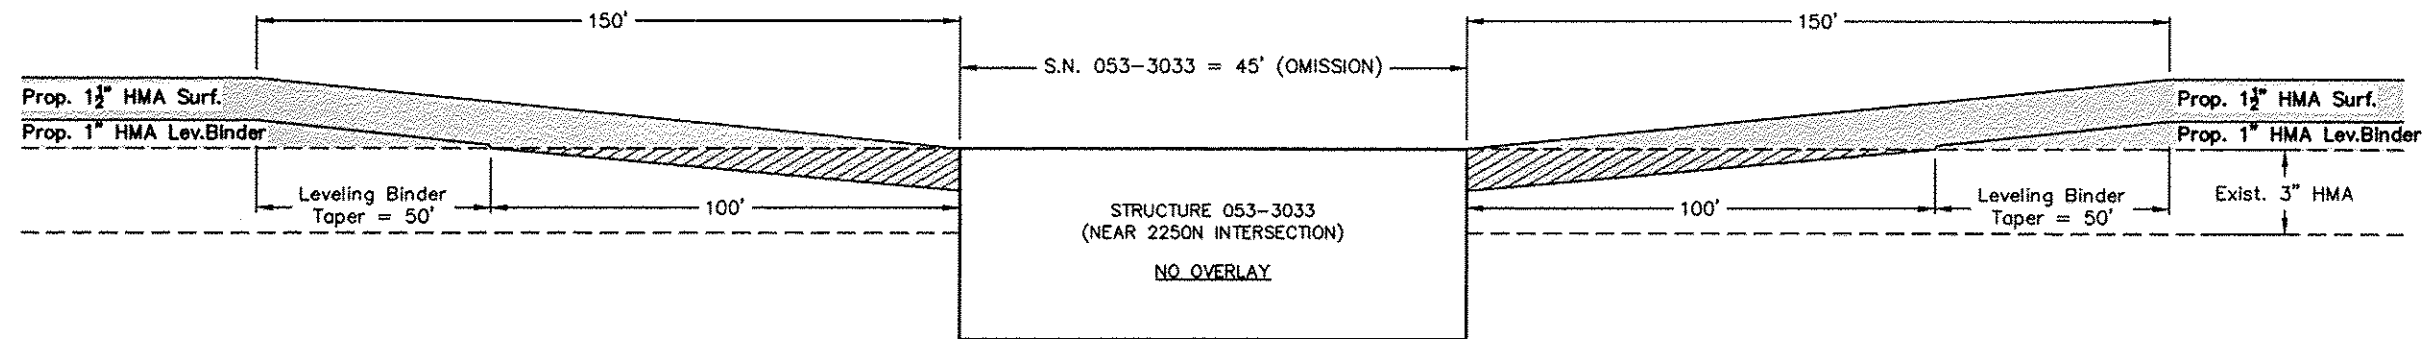 150'
150'
S.N. 053-3033 = 45' (OMISSION)
Prop. 1½" HMA Surf.
Prop. 1½" HMA Surf.
Prop. 1" HMA Lev.Binder
Prop. 1" HMA Lev.Binder
Leveling Binder
Taper = 50'
100'
STRUCTURE 053-3033
(NEAR 2250N INTERSECTION)
NO OVERLAY
100'
Leveling Binder
Taper = 50'
Exist. 3" HMA